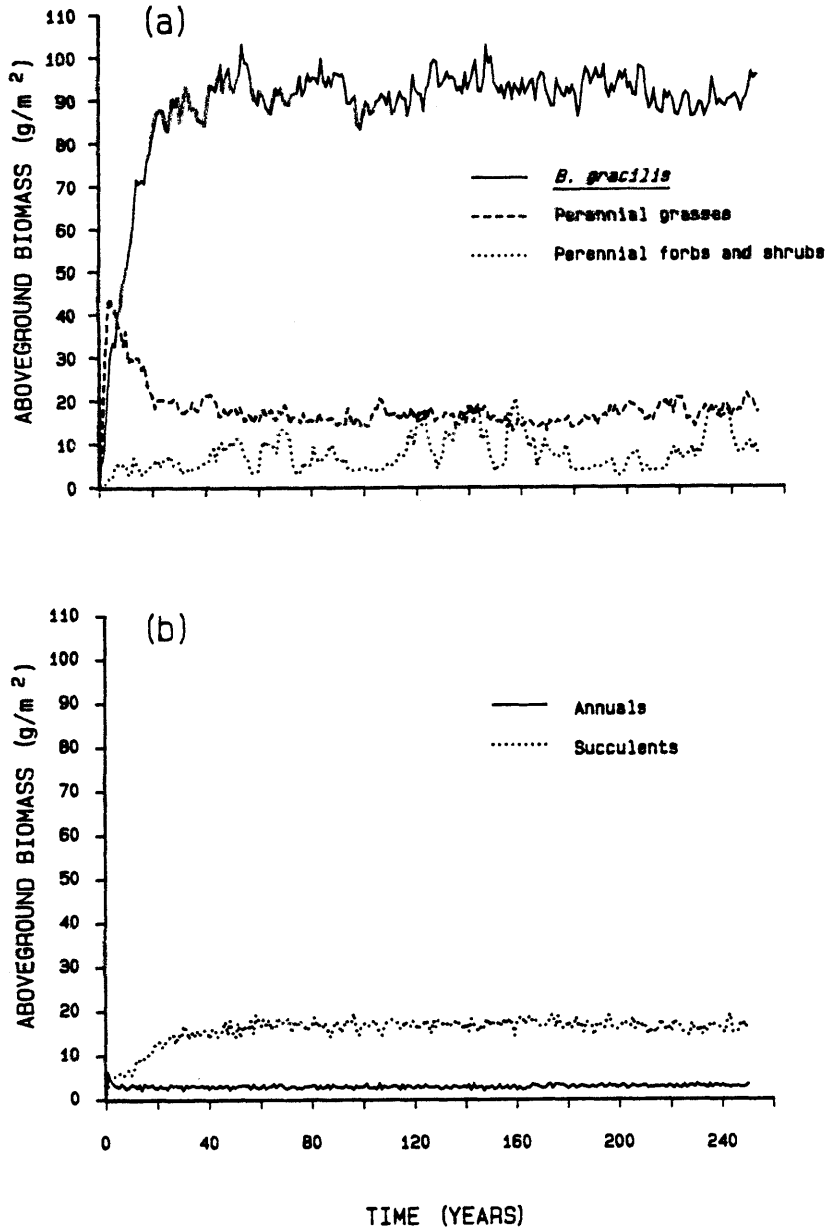 (a)
ABOVEGROUND BIOMASS (g/m 2)
110
100
90
80
70
60
50
40
30
20
10
0
B. gracilis
Perennial grasses
Perennial forbs and shrubs
(b)
ABOVEGROUND BIOMASS (g/m 2)
110
100
90
80
70
60
50
40
30
20
10
0
Annuals
Succulents
0 40 80 120 160 200 240
TIME (YEARS)